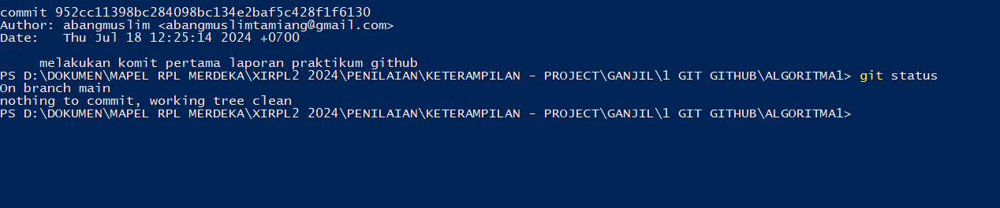 commit 952cc11398bc284098bc134e2baf5c428f1f6130
Author: abangmuslim <abangmuslimtamiang@gmail.com>
Date:   Thu Jul 18 12:25:14 2024 +0700
melakukan komit pertama laporan praktikum github
PS D:\DOKUMEN\MAPEL RPL MERDEKA\XIRPL2 2024\PENILAIAN\KETERAMPILAN - PROJECT\GANJIL\1 GIT GITHUB\ALGORITMA1> git status
On branch main
nothing to commit, working tree clean
PS D:\DOKUMEN\MAPEL RPL MERDEKA\XIRPL2 2024\PENILAIAN\KETERAMPILAN - PROJECT\GANJIL\1 GIT GITHUB\ALGORITMA1>